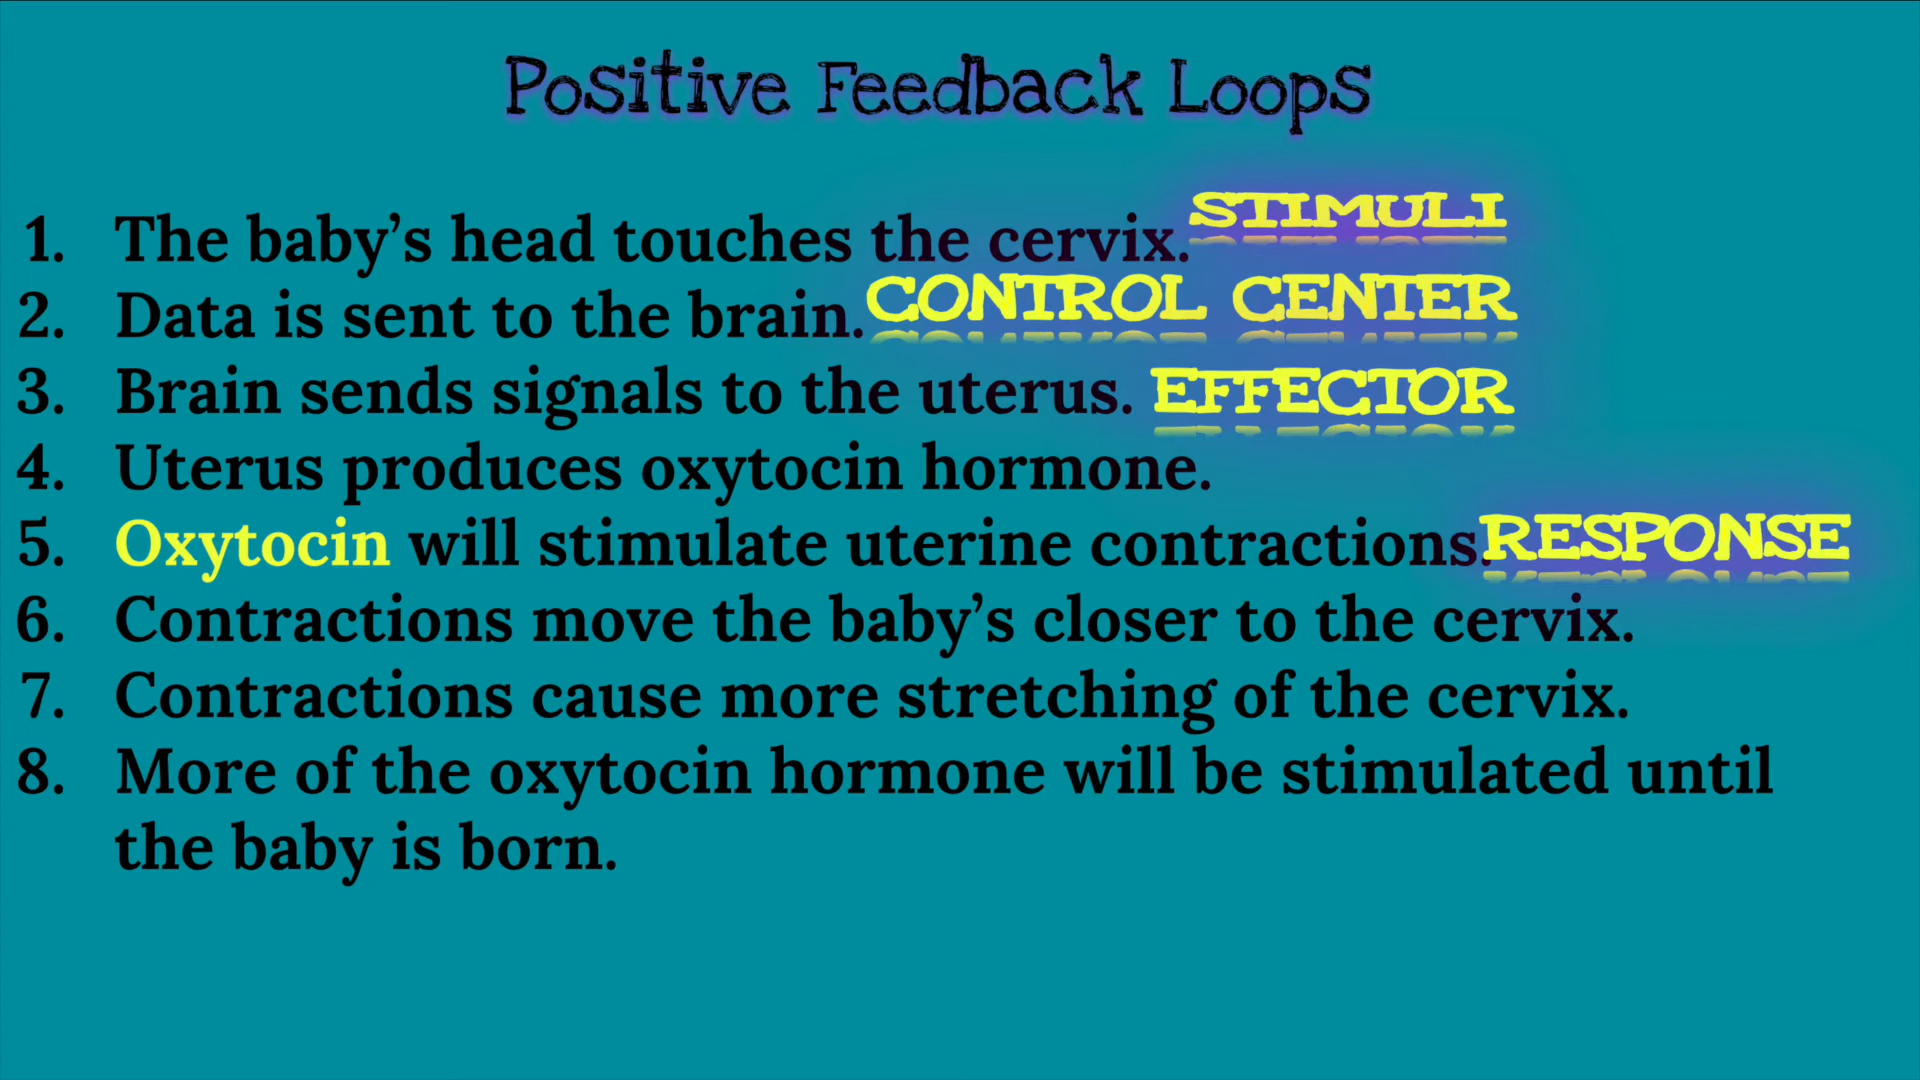 Positive Feedback Loops
1. The baby's head touches the cervix. STIMULI
2. Data is sent to the brain. CONTROL CENTER
3. Brain sends signals to the uterus. EFFECTOR
4. Uterus produces oxytocin hormone.
5. Oxytocin will stimulate uterine contractions. RESPONSE
6. Contractions move the baby's closer to the cervix.
7. Contractions cause more stretching of the cervix.
8. More of the oxytocin hormone will be stimulated until
the baby is born.